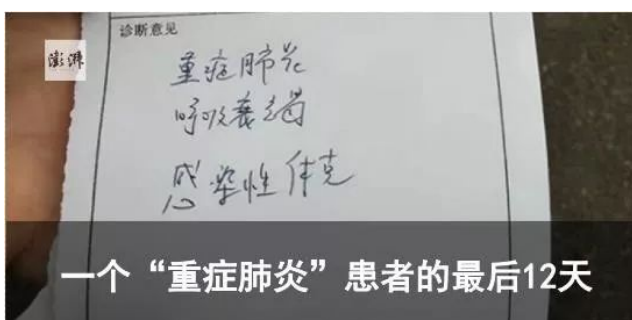 诊断意见
澎湃
重症肺炎
呼吸衰竭
感染性休克
一个“重症肺炎”患者的最后12天